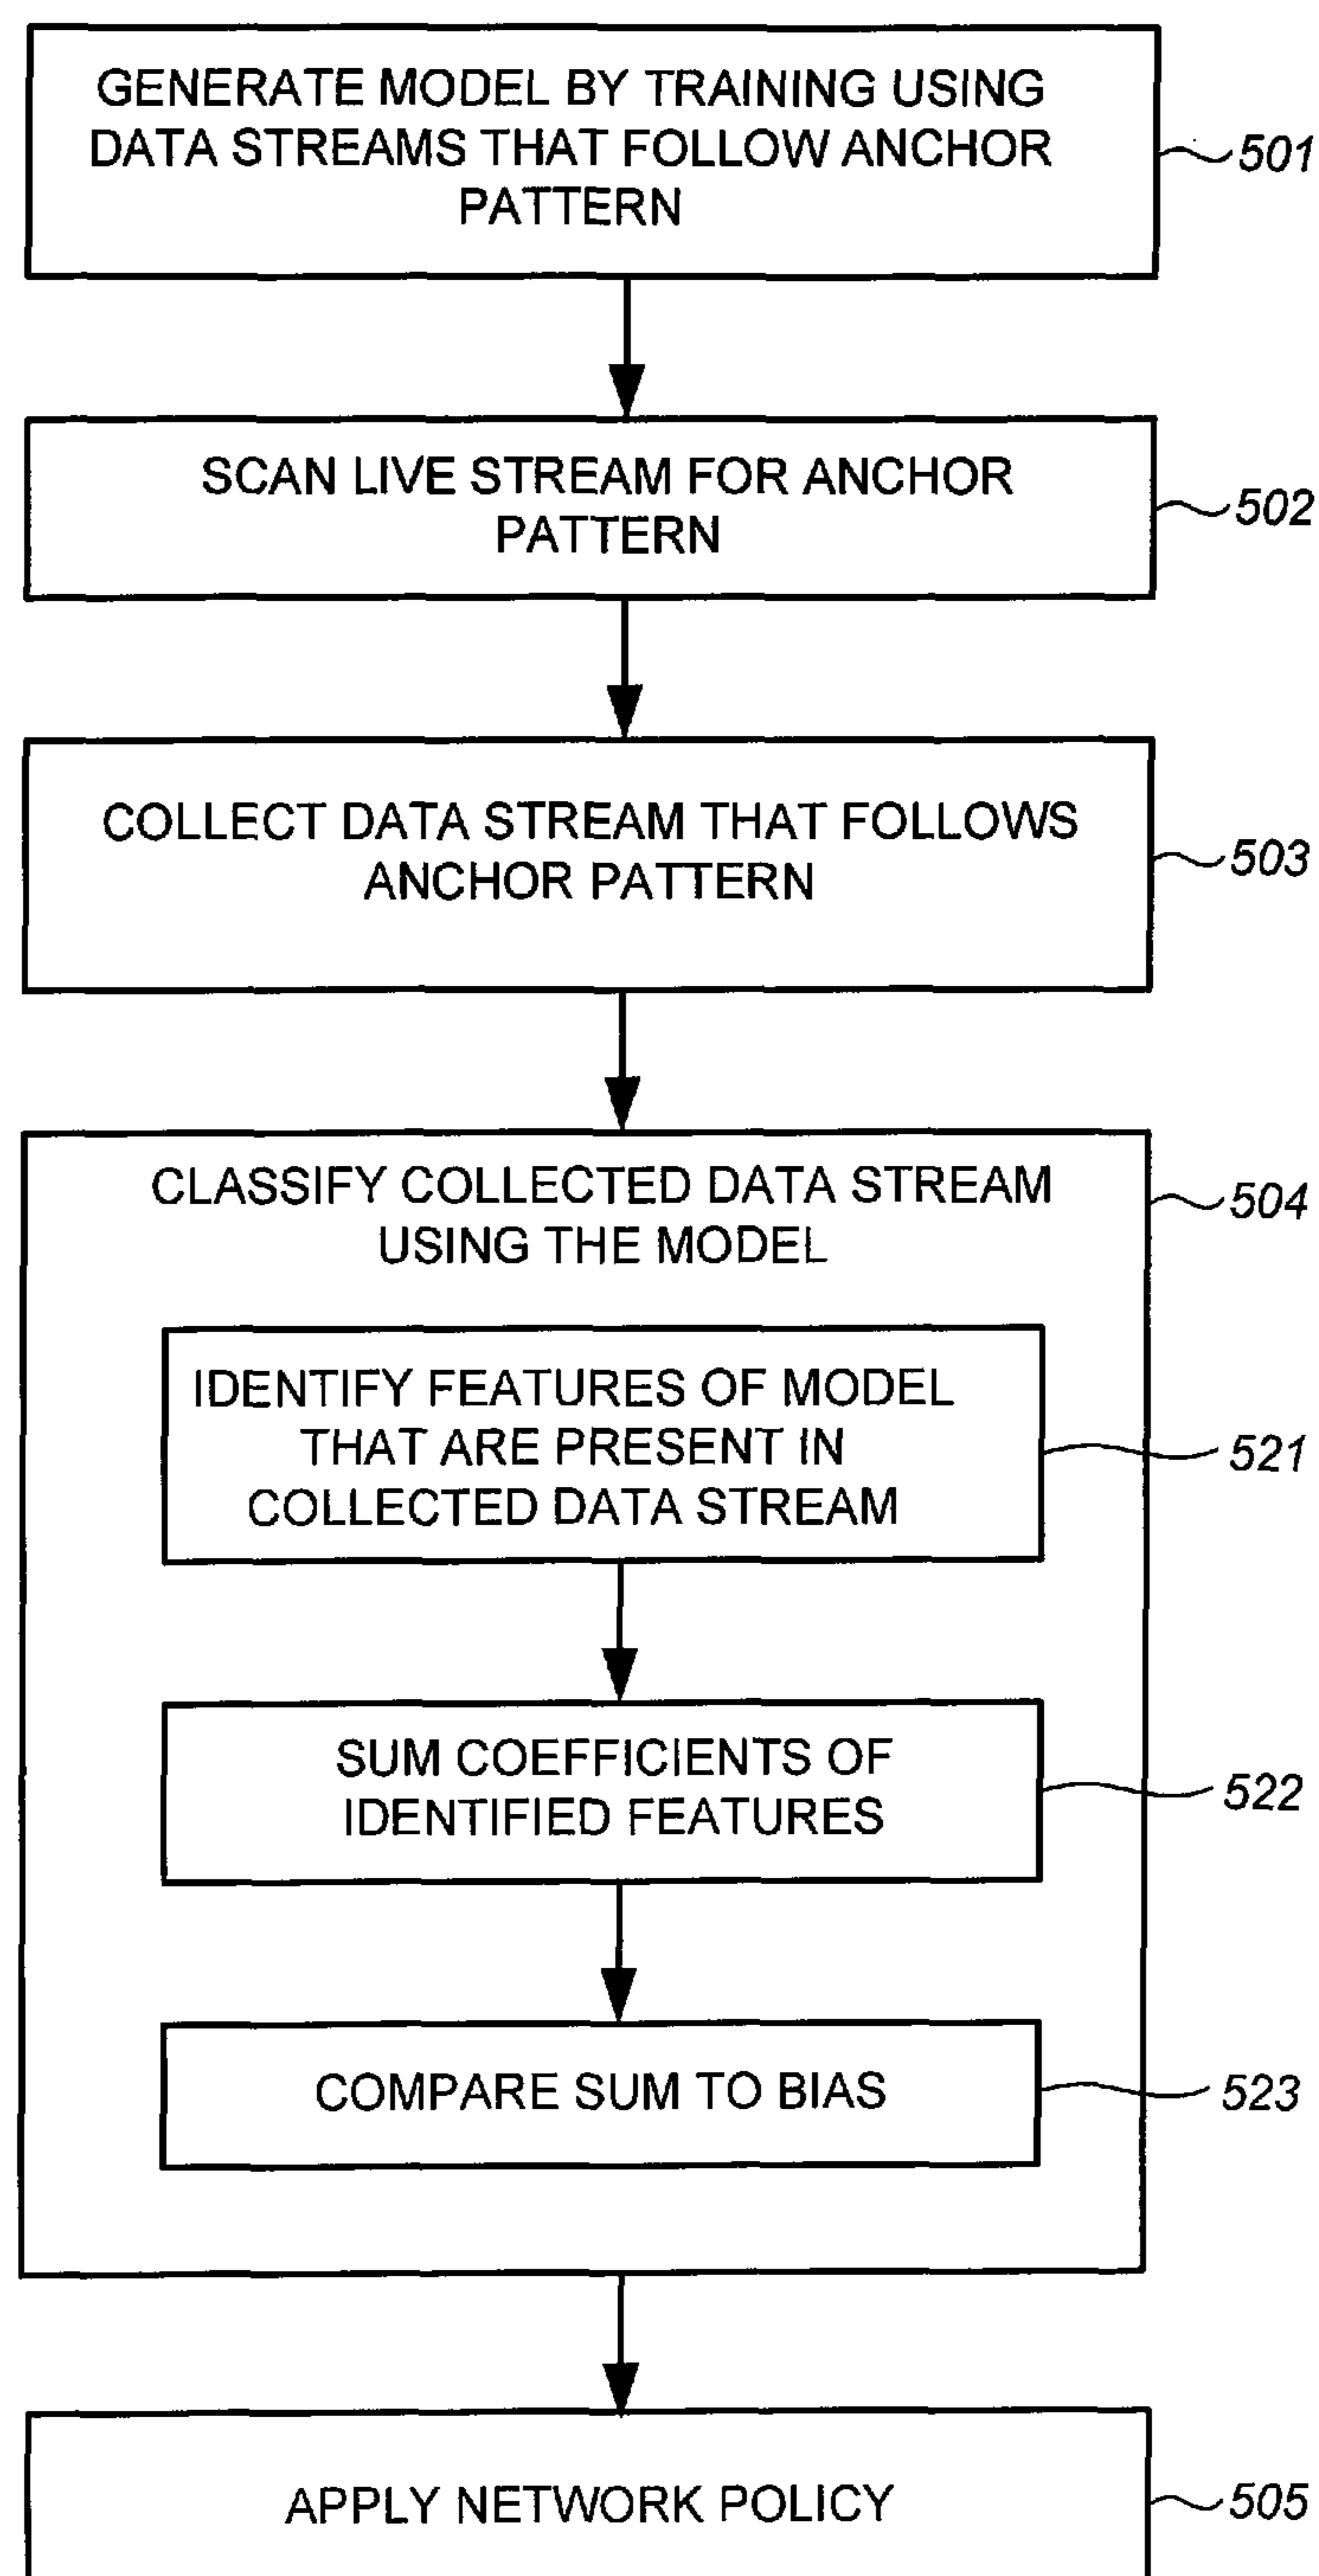 GENERATE MODEL BY TRAINING USING
DATA STREAMS THAT FOLLOW ANCHOR
PATTERN
501
SCAN LIVE STREAM FOR ANCHOR
PATTERN
502
COLLECT DATA STREAM THAT FOLLOWS
ANCHOR PATTERN
503
CLASSIFY COLLECTED DATA STREAM
USING THE MODEL
504
IDENTIFY FEATURES OF MODEL
THAT ARE PRESENT IN
COLLECTED DATA STREAM
521
SUM COEFFICIENTS OF
IDENTIFIED FEATURES
522
COMPARE SUM TO BIAS
523
APPLY NETWORK POLICY
505